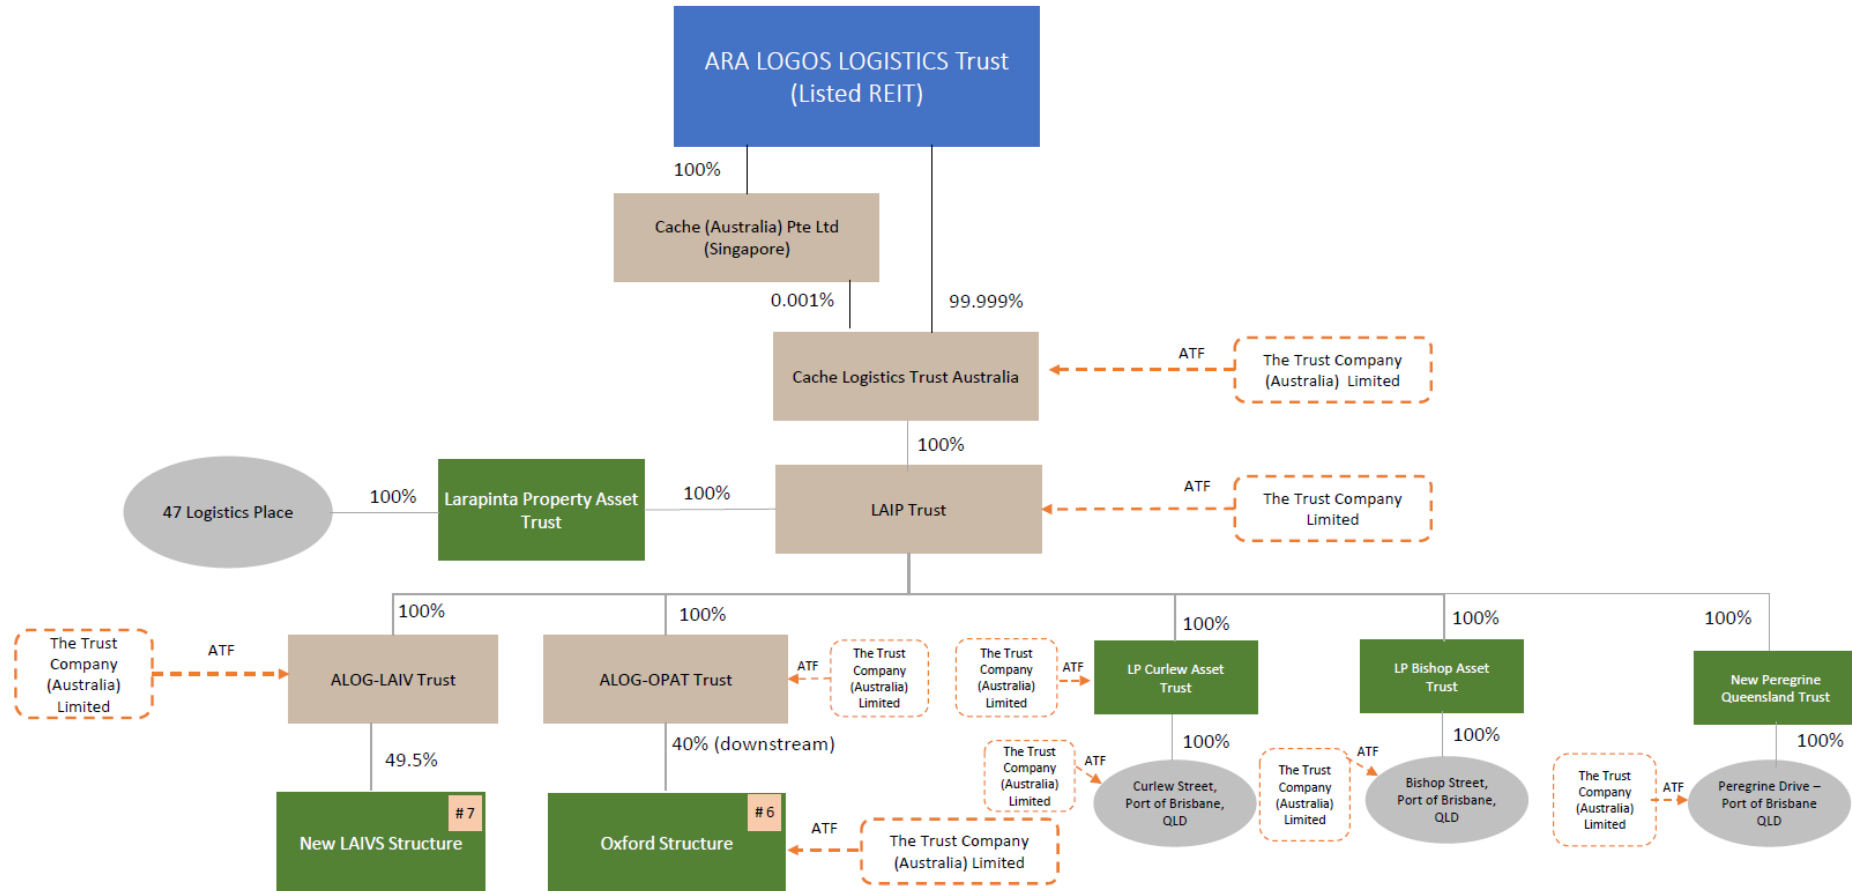 ARA LOGOS LOGISTICS Trust
(Listed REIT)
100%
Cache (Australia) Pte Ltd
(Singapore)
0.001%
99.999%
Cache Logistics Trust Australia
ATF
The Trust Company
(Australia) Limited
100%
47 Logistics Place
100%
Larapinta Property Asset
Trust
100%
LAIP Trust
ATF
The Trust Company
Limited
100%
100%
100%
100%
100%
The Trust
Company
(Australia)
Limited
ATF
ALOG-LAIV Trust
ALOG-OPAT Trust
ATF
The Trust
Company
(Australia)
Limited
The Trust
Company
(Australia)
Limited
ATF
LP Curlew Asset
Trust
LP Bishop Asset
Trust
New Peregrine
Queensland Trust
49.5%
40% (downstream)
100%
100%
100%
The Trust
Company
(Australia)
Limited
ATF
Curlew Street,
Port of Brisbane,
QLD
The Trust
Company
(Australia)
Limited
ATF
Bishop Street,
Port of Brisbane,
QLD
The Trust
Company
(Australia)
Limited
ATF
Peregrine Drive –
Port of Brisbane
QLD
#7
New LAIVS Structure
#6
Oxford Structure
ATF
The Trust Company
(Australia) Limited